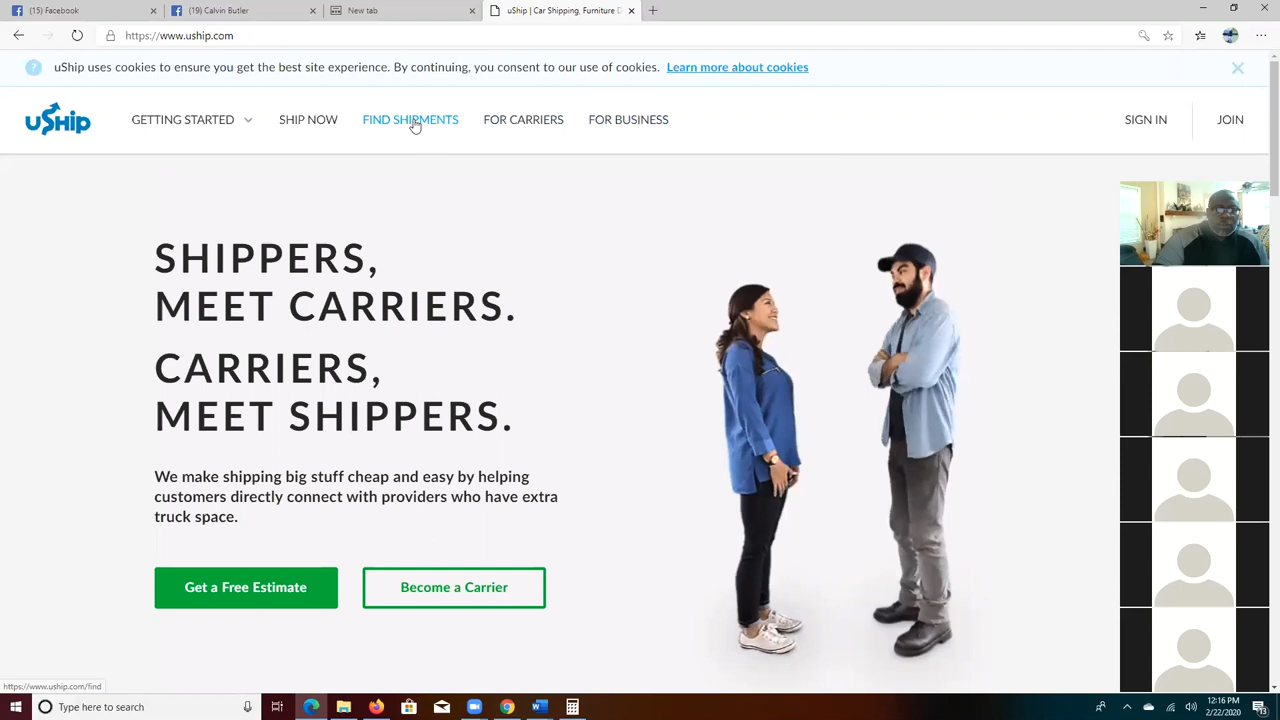 (15) Facebook
(19) Calvin Butler
New tab
uShip | Car Shipping, Furniture D
https://www.uship.com
uShip uses cookies to ensure you get the best site experience. By continuing, you consent to our use of cookies. Learn more about cookies
uShip
GETTING STARTED
SHIP NOW
FIND SHIPMENTS
FOR CARRIERS
FOR BUSINESS
SIGN IN
JOIN
SHIPPERS,
MEET CARRIERS.
CARRIERS,
MEET SHIPPERS.
We make shipping big stuff cheap and easy by helping
customers directly connect with providers who have extra
truck space.
Get a Free Estimate
Become a Carrier
https://www.uship.com/find
Type here to search
12:16 PM
2/22/2020
13